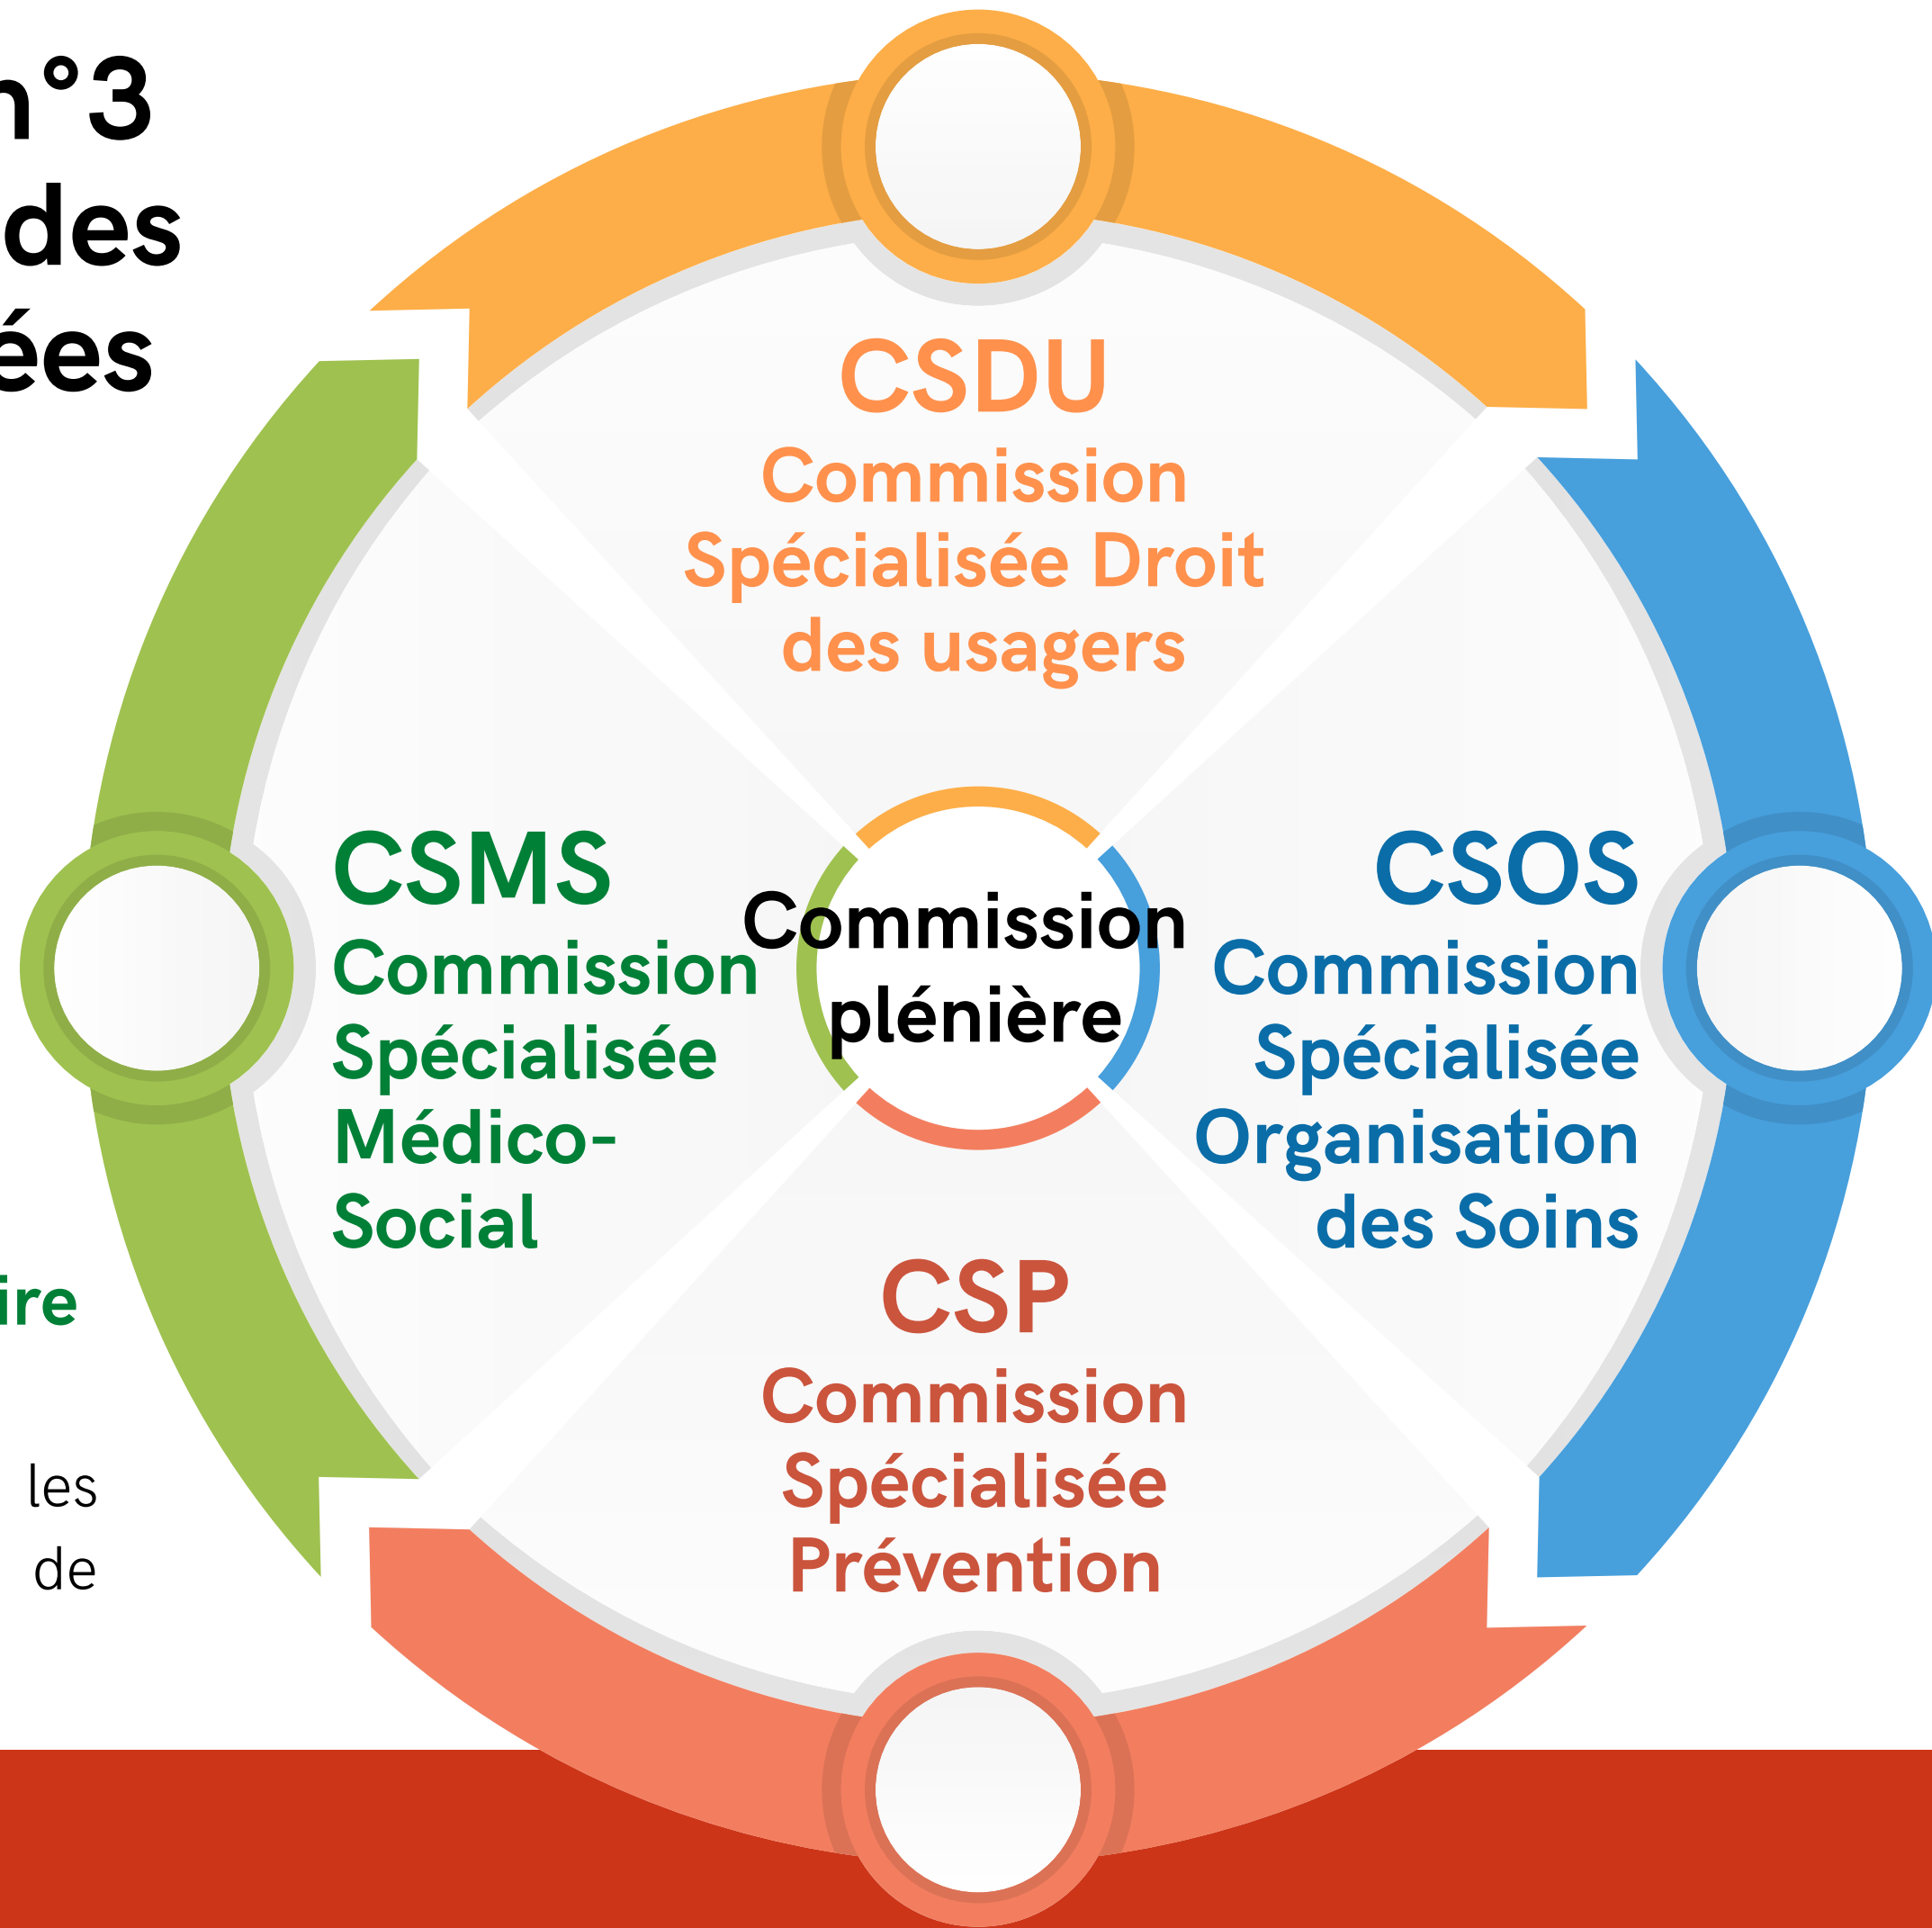 n°3
des
ées
CSDU
Commission
Spécialisée Droit
des usagers
CSMS
Commission
Spécialisée
Médico-
Social
Commission
plénière
CSOS
Commission
Spécialisée
Organisation
des Soins
CSP
Commission
Spécialisée
Prévention
ire
les
de